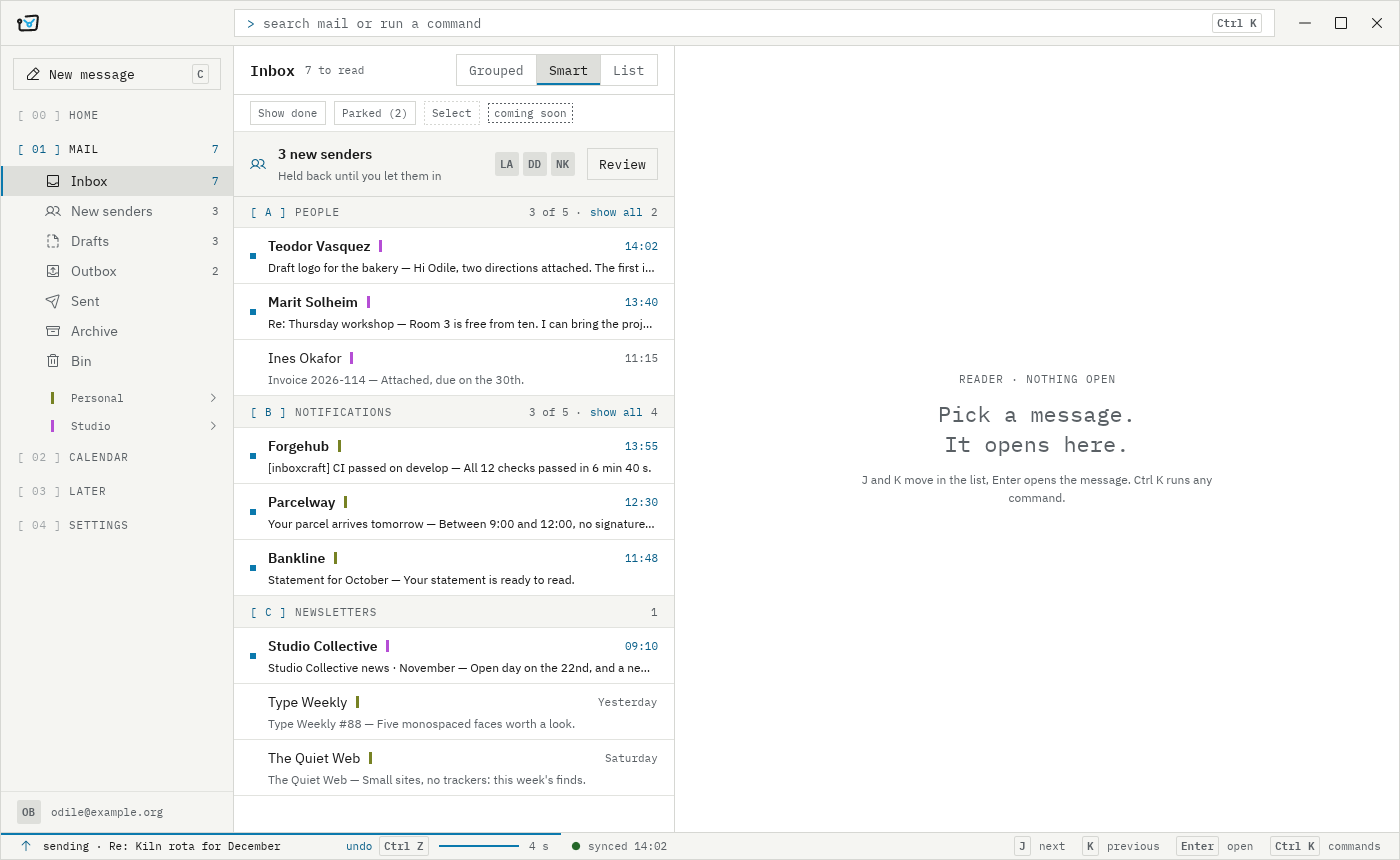 > search mail or run a command Ctrl K
New message C
[ 00 ] HOME
[ 01 ] MAIL 7
Inbox 7
New senders 3
Drafts 3
Outbox 2
Sent
Archive
Bin
Personal
Studio
[ 02 ] CALENDAR
[ 03 ] LATER
[ 04 ] SETTINGS
OB odile@example.org
Inbox 7 to read Grouped Smart List
Show done Parked (2) Select coming soon
3 new senders
Held back until you let them in
LA DD NK Review
[ A ] PEOPLE 3 of 5 · show all 2
Teodor Vasquez 14:02
Draft logo for the bakery — Hi Odile, two directions attached. The first i…
Marit Solheim 13:40
Re: Thursday workshop — Room 3 is free from ten. I can bring the proj…
Ines Okafor 11:15
Invoice 2026-114 — Attached, due on the 30th.
[ B ] NOTIFICATIONS 3 of 5 · show all 4
Forgehub 13:55
[inboxcraft] CI passed on develop — All 12 checks passed in 6 min 40 s.
Parcelway 12:30
Your parcel arrives tomorrow — Between 9:00 and 12:00, no signature…
Bankline 11:48
Statement for October — Your statement is ready to read.
[ C ] NEWSLETTERS 1
Studio Collective 09:10
Studio Collective news · November — Open day on the 22nd, and a ne…
Type Weekly Yesterday
Type Weekly #88 — Five monospaced faces worth a look.
The Quiet Web Saturday
The Quiet Web — Small sites, no trackers: this week's finds.
READER · NOTHING OPEN
Pick a message.
It opens here.
J and K move in the list, Enter opens the message. Ctrl K runs any
command.
sending · Re: Kiln rota for December undo Ctrl Z 4 s synced 14:02 J next K previous Enter open Ctrl K commands